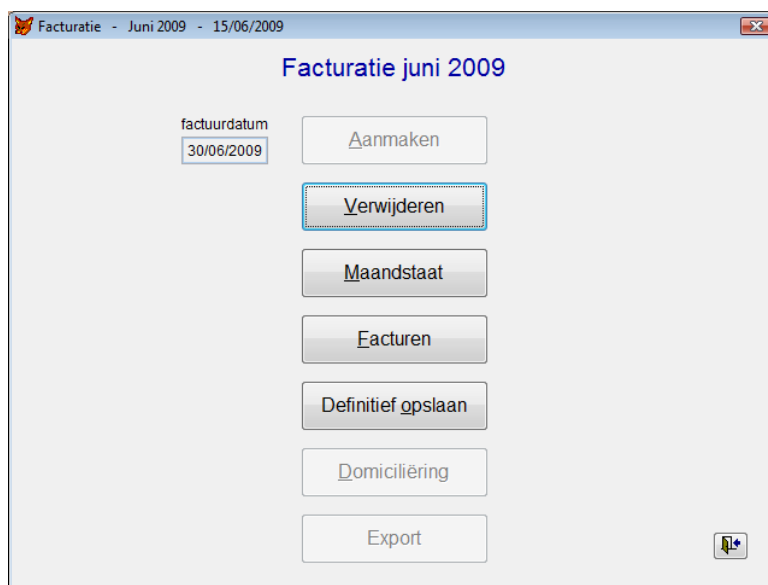 Facturatie - Juni 2009 - 15/06/2009
Facturatie juni 2009
factuurdatum
30/06/2009
Aanmaken
Verwijderen
Maandstaat
Facturen
Definitief opslaan
Domiciliëring
Export